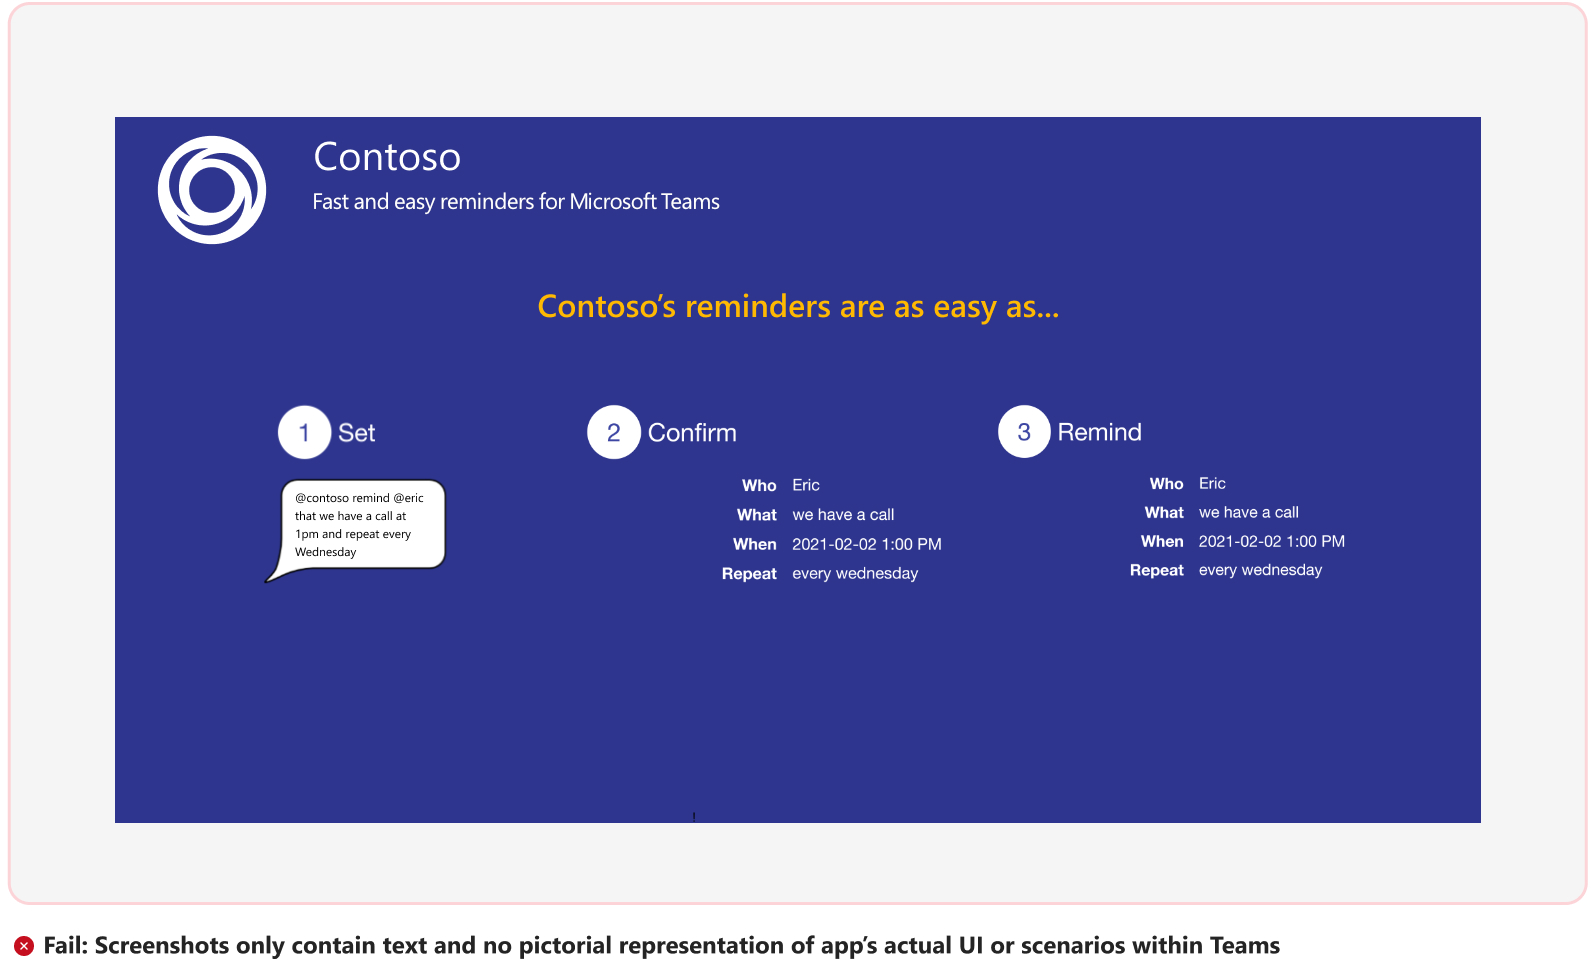 Contoso
Fast and easy reminders for Microsoft Teams
Contoso's reminders are as easy as...
1 Set
@contoso remind @eric
that we have a call at
1pm and repeat every
Wednesday
2 Confirm
Who Eric
What we have a call
When 2021-02-02 1:00 PM
Repeat every wednesday
3 Remind
Who Eric
What we have a call
When 2021-02-02 1:00 PM
Repeat every wednesday
Fail: Screenshots only contain text and no pictorial representation of app's actual UI or scenarios within Teams